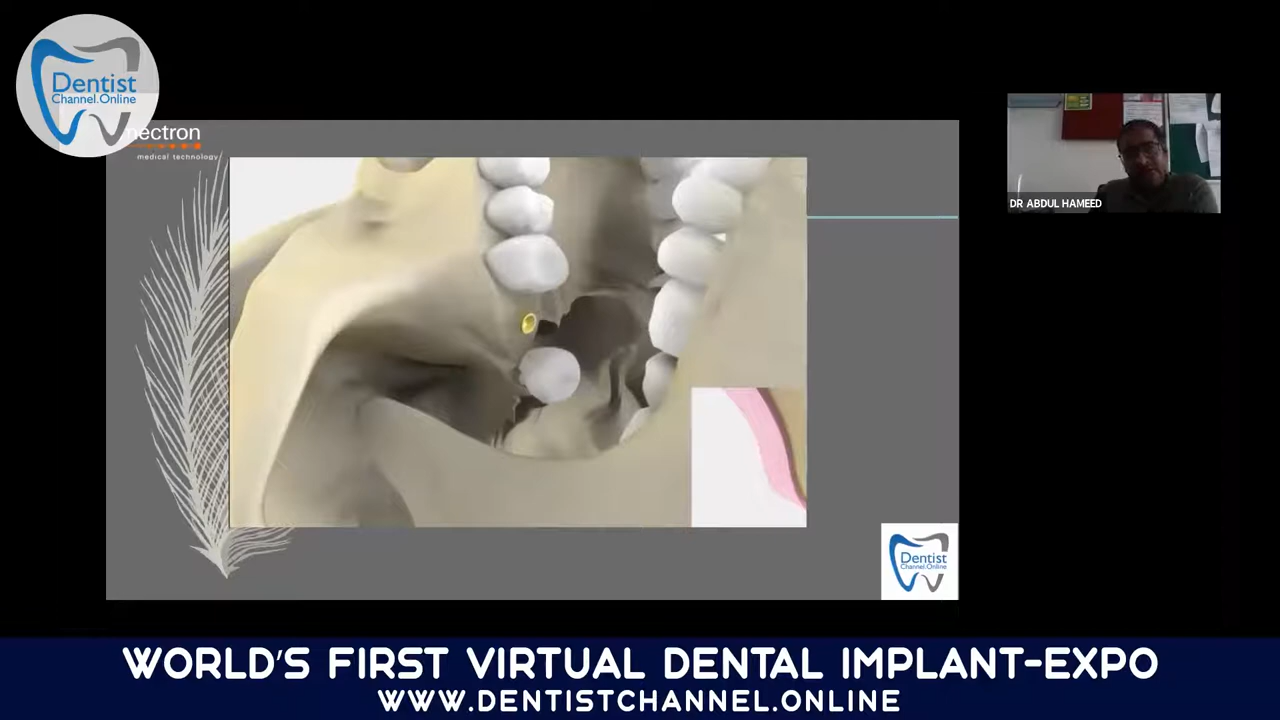 Dentist
Channel.Online
nectron
medical technology
DR ABDUL HAMEED
Dentist
Channel.Online
WORLD'S FIRST VIRTUAL DENTAL IMPLANT-EXPO
WWW.DENTISTCHANNEL.ONLINE